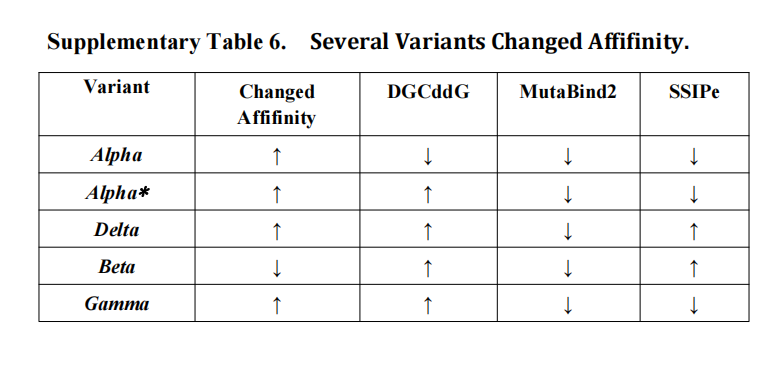 Supplementary Table 6. Several Variants Changed Affifinity.
Variant Changed Affifinity DGCddG MutaBind2 SSIPe
Alpha ↑ ↓ ↓ ↓
Alpha* ↑ ↑ ↓ ↓
Delta ↑ ↑ ↓ ↑
Beta ↓ ↑ ↓ ↑
Gamma ↑ ↑ ↓ ↓